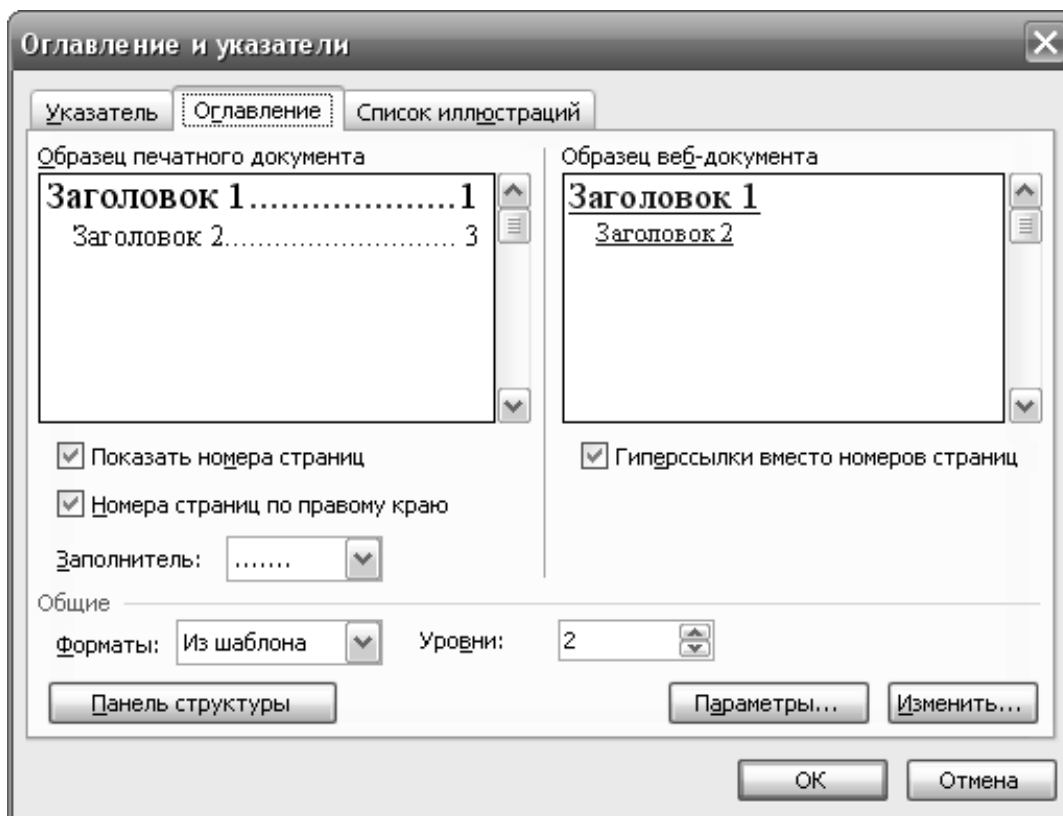 Оглавление и указатели
Указатель Оглавление Список иллюстраций
Образец печатного документа
Заголовок 1.....................1
Заголовок 2............................ 3
Образец веб-документа
Заголовок 1
Заголовок 2
Показать номера страниц
Номера страниц по правому краю
Заполнитель: .......
Гиперссылки вместо номеров страниц
Общие
Форматы: Из шаблона Уровни: 2
Панель структуры Параметры... Изменить...
ОК Отмена